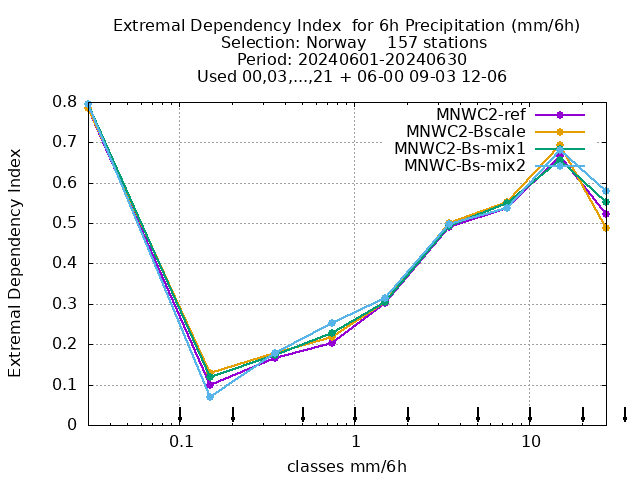 Extremal Dependency Index  for 6h Precipitation (mm/6h)
Selection: Norway    157 stations
Period: 20240601-20240630
Used 00,03,...,21 + 06-00 09-03 12-06
MNWC2-ref
MNWC2-Bscale
MNWC2-Bs-mix1
MNWC-Bs-mix2
Extremal Dependency Index
0.8
0.7
0.6
0.5
0.4
0.3
0.2
0.1
0
0.1 1 10
classes mm/6h